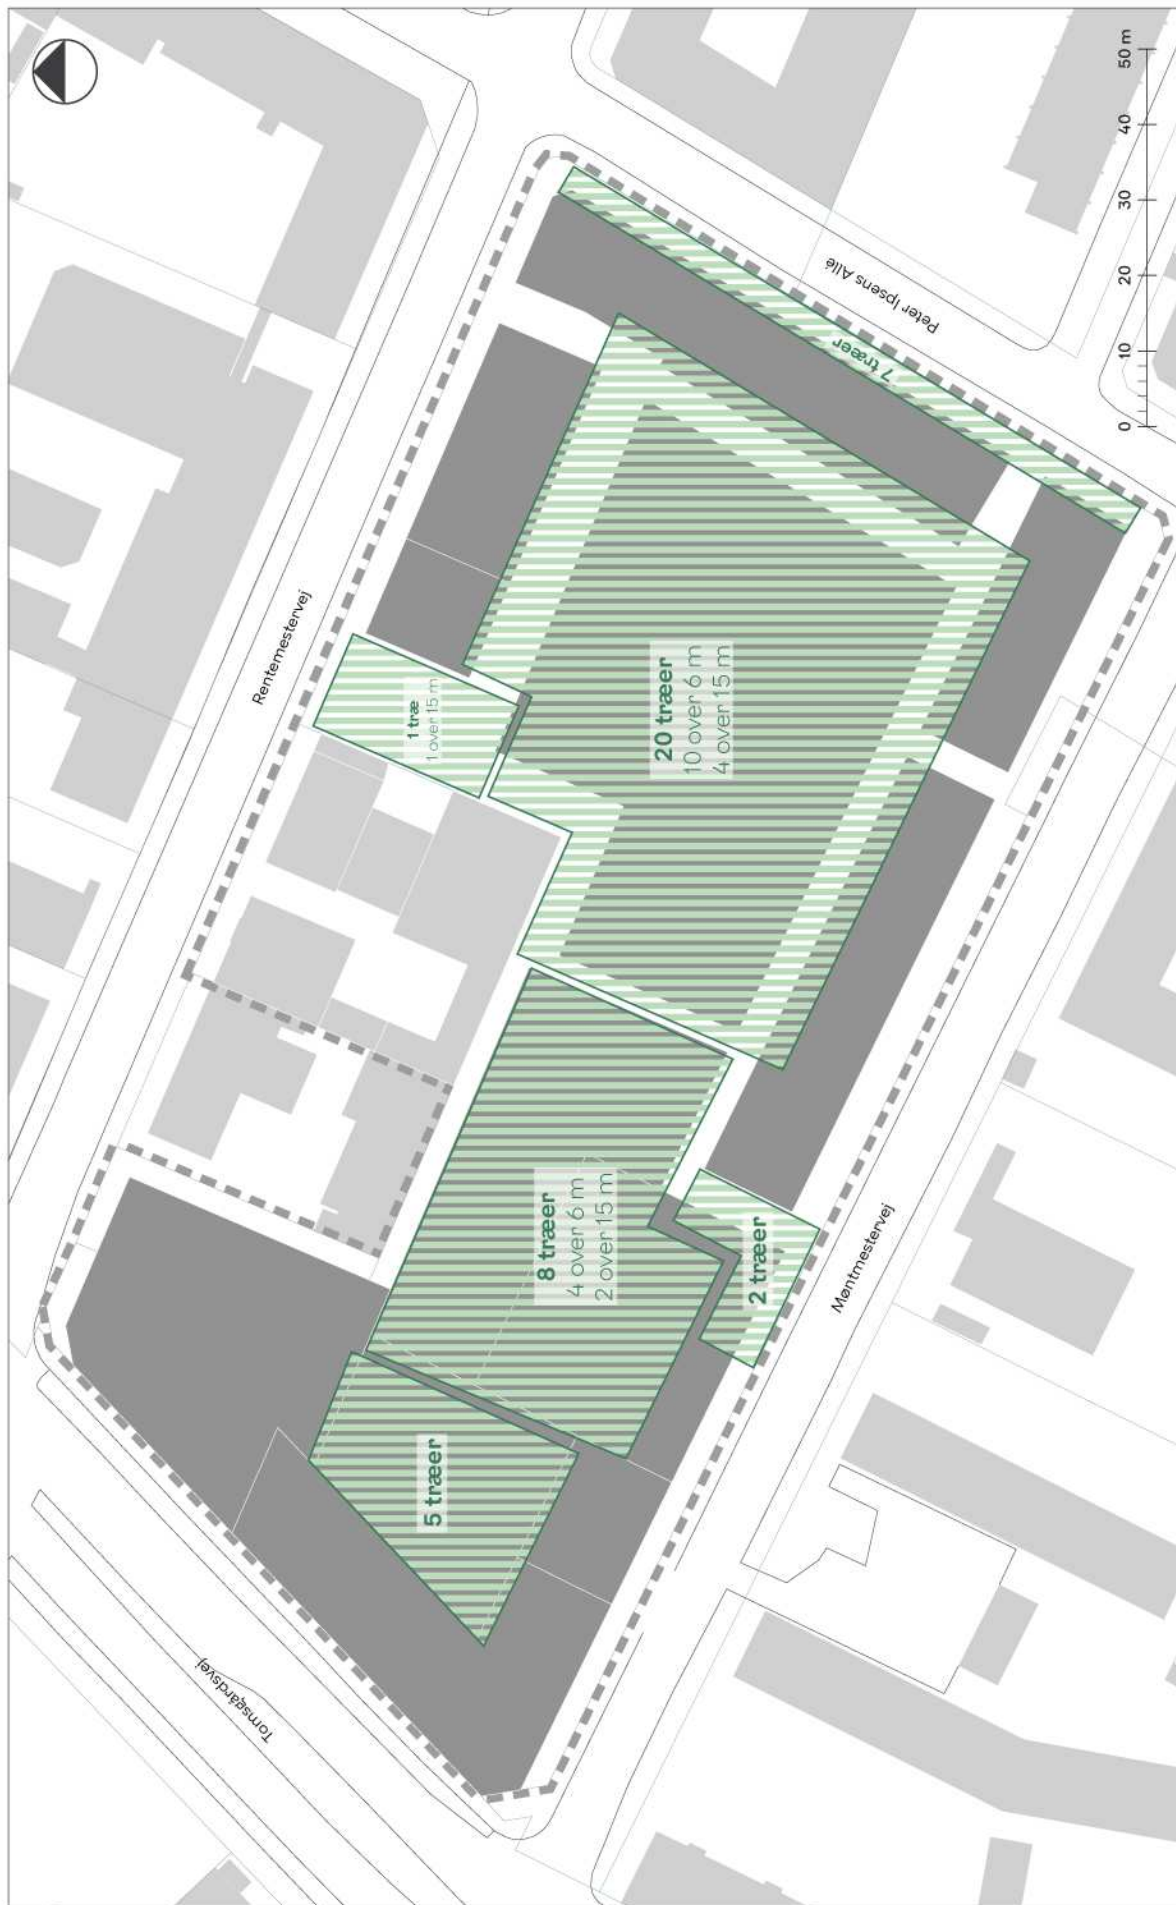 Rentemestervej
Peter Ipsens Allé
7 træer
1 træ
1 over 15 m
20 træer
10 over 6 m
4 over 15 m
8 træer
4 over 6 m
2 over 15 m
2 træer
5 træer
Tomsgårdsvej
Møntmestervej
0 10 20 30 40 50 m